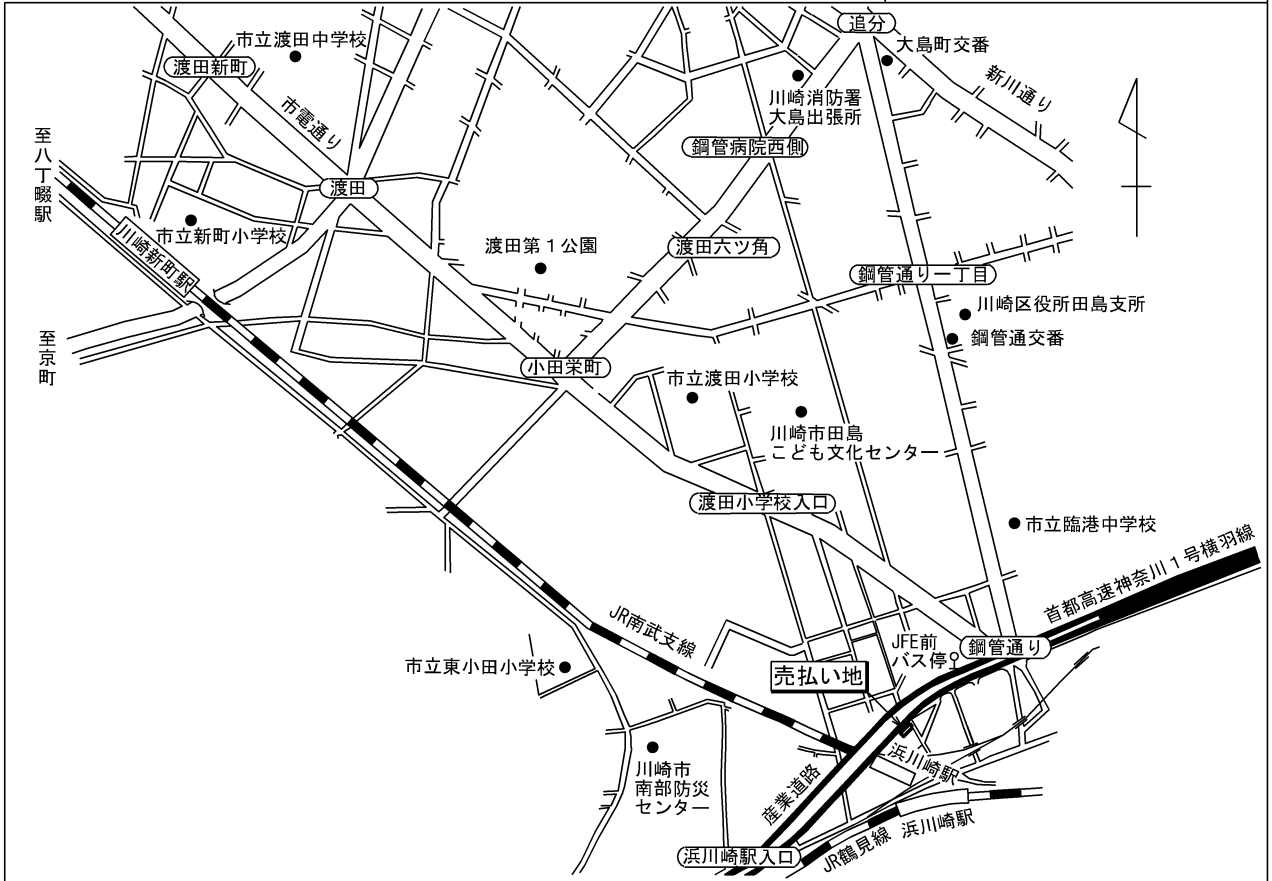 追分
市立渡田中学校
大島町交番
渡田新町
新川通り
川崎消防署
大島出張所
市電通り
至八丁畷駅
鋼管病院西側
渡田
市立新町小学校
川崎新町駅
渡田第1公園
渡田六ツ角
鋼管通り一丁目
川崎区役所田島支所
鋼管通交番
至京町
小田栄町
市立渡田小学校
川崎市田島
こども文化センター
渡田小学校入口
市立臨港中学校
首都高速神奈川1号横羽線
JR南武支線
JFE前
バス停
鋼管通り
市立東小田小学校
売払い地
川崎市
南部防災
センター
浜川崎駅
産業道路
浜川崎駅
JR鶴見線
浜川崎駅入口